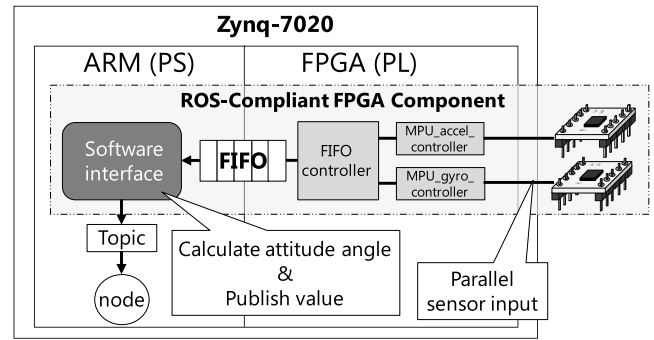 Zynq-7020
ARM (PS)
FPGA (PL)
ROS-Compliant FPGA Component
Software
interface
FIFO
FIFO
controller
MPU_accel_
controller
MPU_gyro_
controller
Topic
node
Calculate attitude angle
&
Publish value
Parallel
sensor input